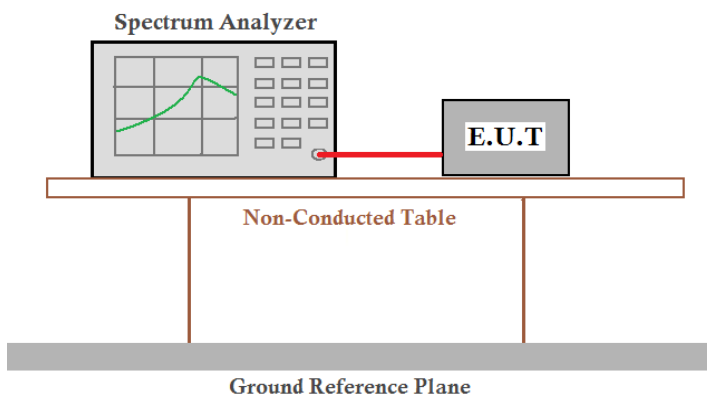 Spectrum Analyzer
E.U.T
Non-Conducted Table
Ground Reference Plane